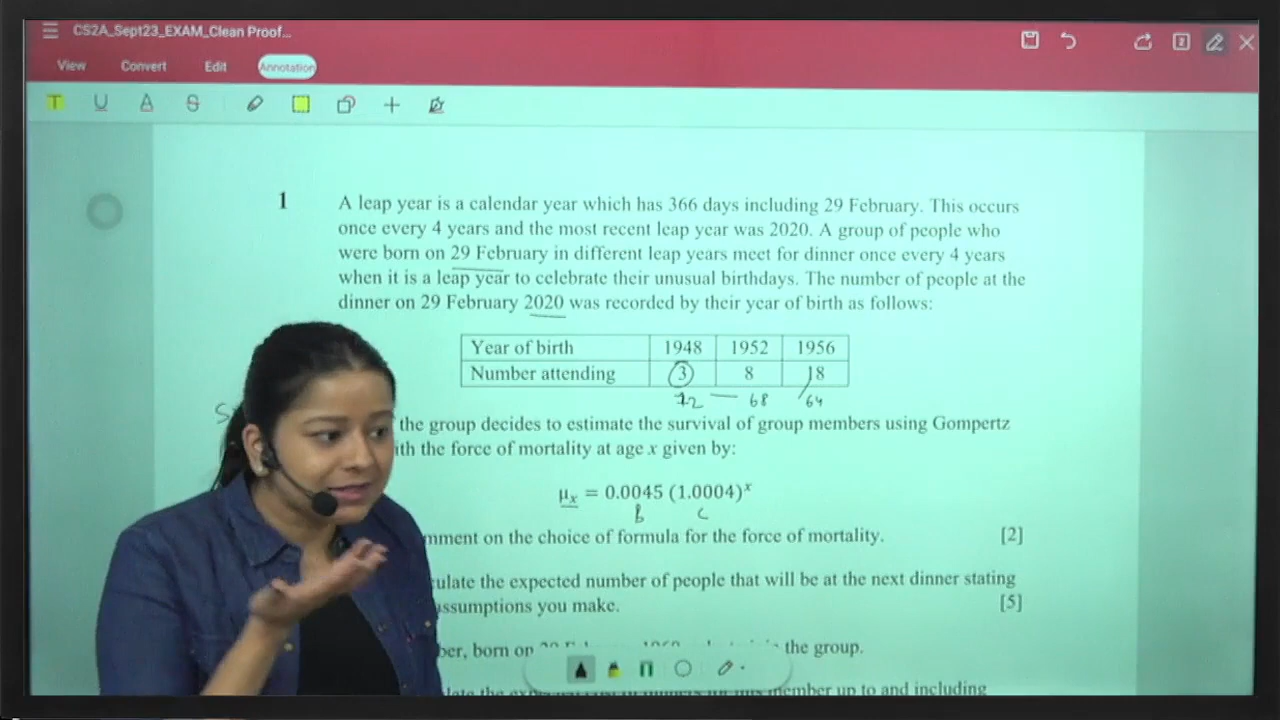 CS2A_Sept23_EXAM_Clean Proof...
View Convert Edit Annotation
T U A S
1 A leap year is a calendar year which has 366 days including 29 February. This occurs
once every 4 years and the most recent leap year was 2020. A group of people who
were born on 29 February in different leap years meet for dinner once every 4 years
when it is a leap year to celebrate their unusual birthdays. The number of people at the
dinner on 29 February 2020 was recorded by their year of birth as follows:
Year of birth 1948 1952 1956
Number attending 3 8 18
72 — 68 64
the group decides to estimate the survival of group members using Gompertz
the force of mortality at age x given by:
μₓ = 0.0045 (1.0004)ˣ
B C
on the choice of formula for the force of mortality. [2]
the expected number of people that will be at the next dinner stating
you make. [5]
born on the group.
member up to and including